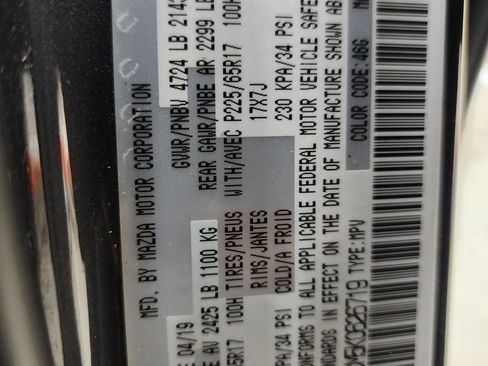 MFD. BY MAZDA MOTOR CORPORATION
04/19 GVWR/PNBV 4724 LB 2143
AV 2425 LB 1100 KG REAR GAWR/PNBE AR 2299 LB
5R17 100H TIRES/PNEUS WITH/AVEC P225/65R17 100H
RIMS/JANTES 17X7J
PA/34 PSI COLD/A FROID 230 KPA/34 PSI
CONFORMS TO ALL APPLICABLE FEDERAL MOTOR VEHICLE SAFE
STANDARDS IN EFFECT ON THE DATE OF MANUFACTURE SHOWN AB
5K0626719 TYPE:MPV COLOR CODE:46G